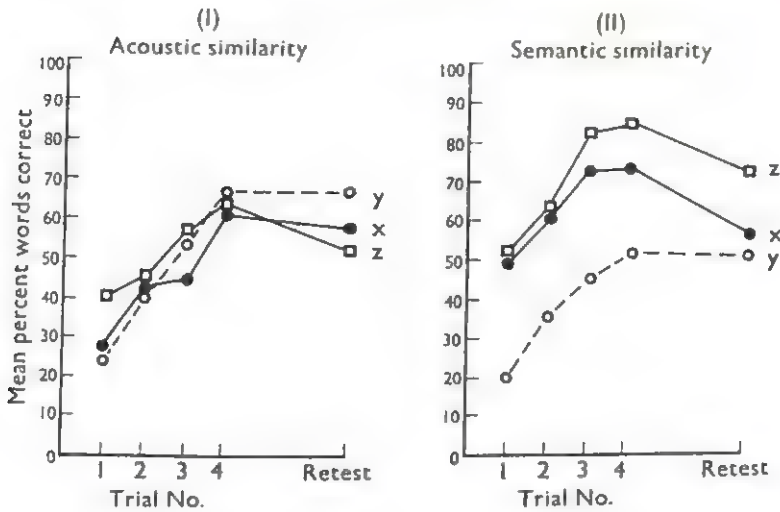 (I)
Acoustic similarity
Mean percent words correct
100
90
80
70
60
50
40
30
20
10
0
y
x
z
1 2 3 4 Retest
Trial No.
(II)
Semantic similarity
100
90
80
70
60
50
40
30
20
10
0
z
x
y
1 2 3 4 Retest
Trial No.